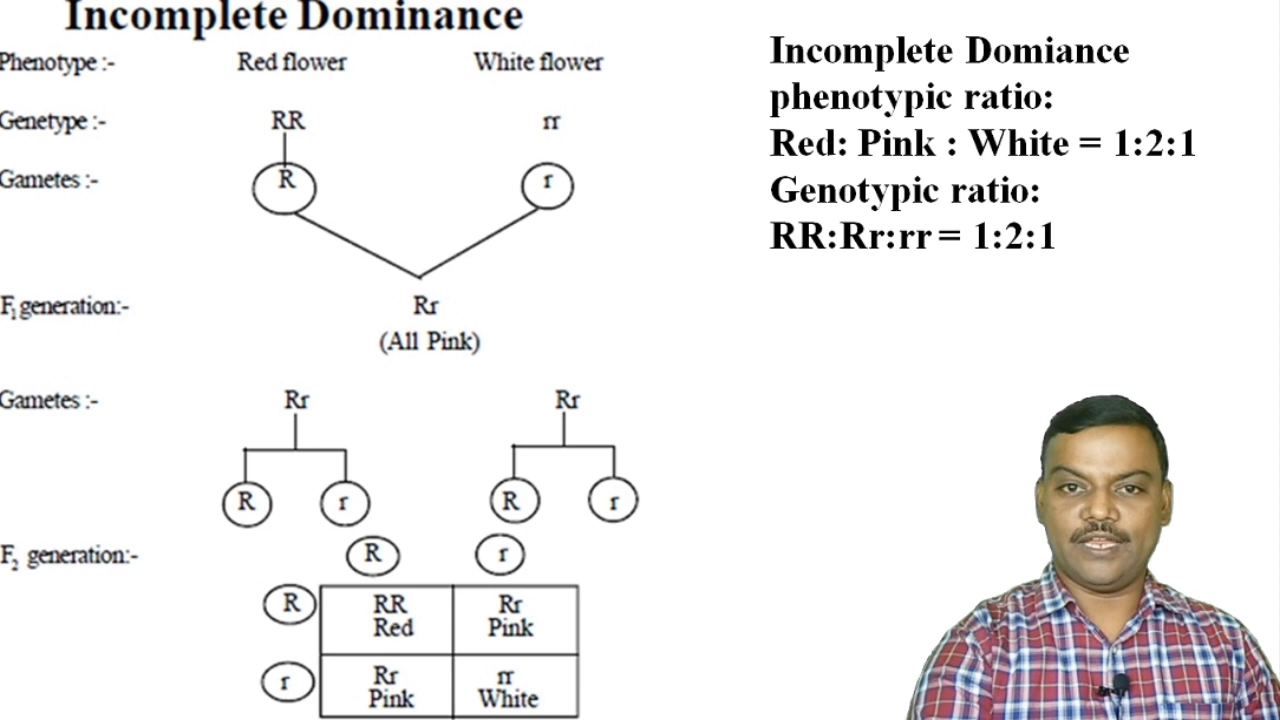 Incomplete Dominance
Phenotype :- Red flower White flower
Genetype :- RR rr
Gametes :- R r
F₁ generation:- Rr
(All Pink)
Gametes :- Rr Rr
R r R r
F₂ generation:- R r
R RR Rr
Red Pink
r Rr rr
Pink White
Incomplete Domiance
phenotypic ratio:
Red: Pink : White = 1:2:1
Genotypic ratio:
RR:Rr:rr = 1:2:1